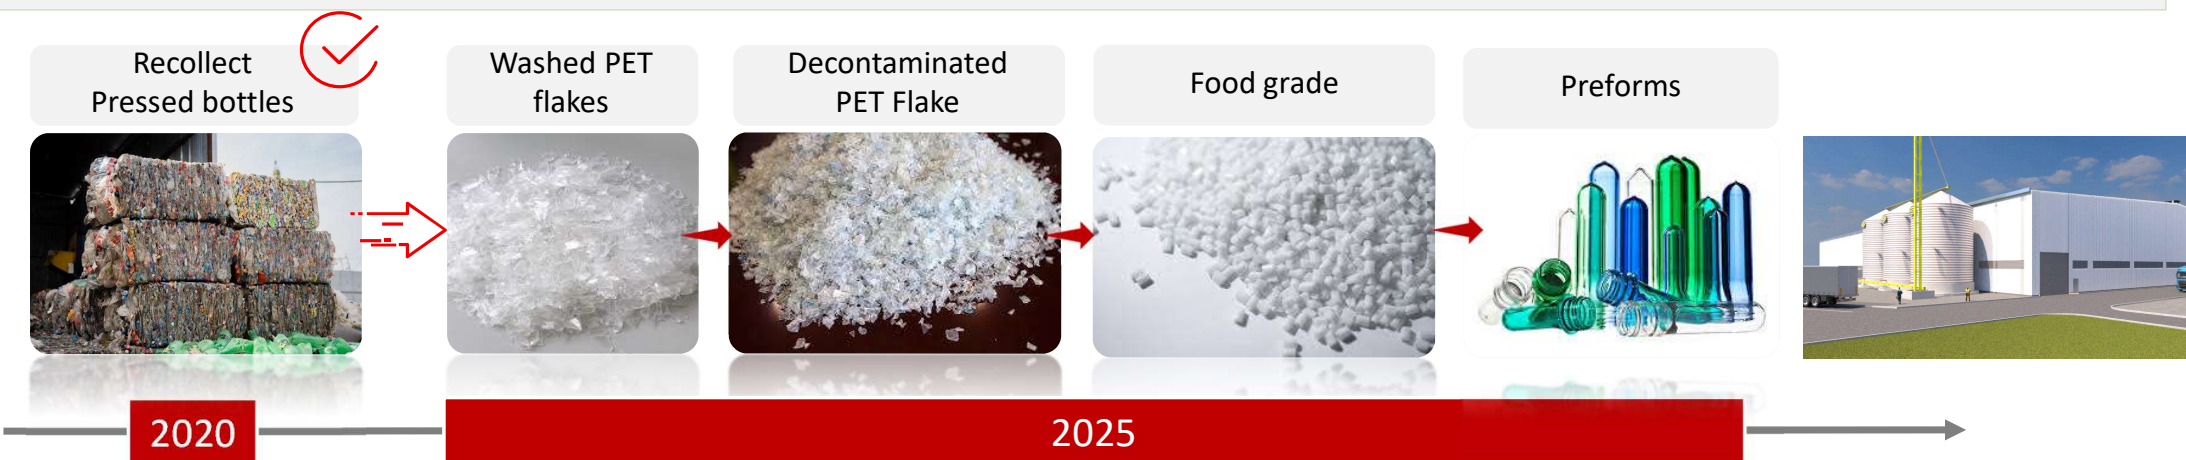 Recollect
Pressed bottles
Washed PET
flakes
Decontaminated
PET Flake
Food grade
Preforms
2020
2025